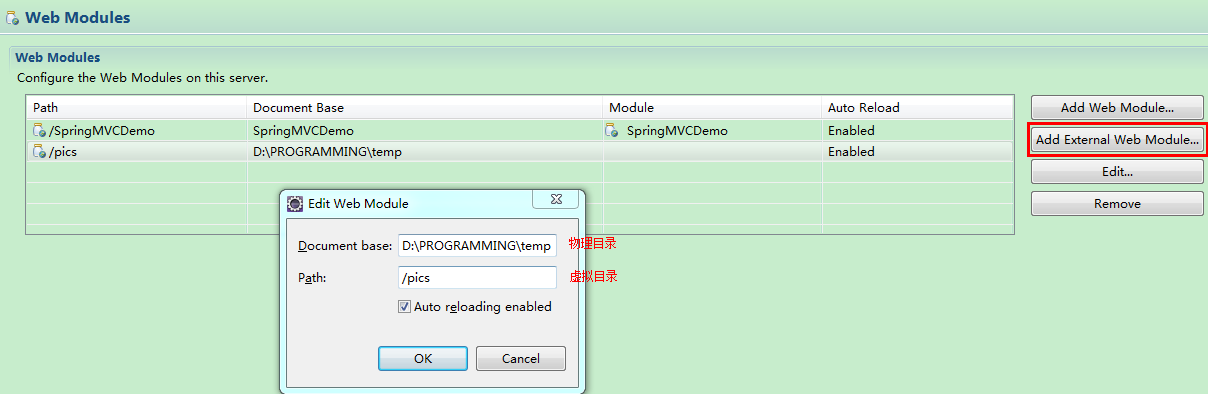 Web Modules
Web Modules
Configure the Web Modules on this server.
Path Document Base Module Auto Reload
/SpringMVCDemo SpringMVCDemo SpringMVCDemo Enabled
/pics D:\PROGRAMMING\temp Enabled
Add Web Module...
Add External Web Module...
Edit...
Remove
Edit Web Module
Document base: D:\PROGRAMMING\temp 物理目录
Path: /pics 虚拟目录
Auto reloading enabled
OK Cancel